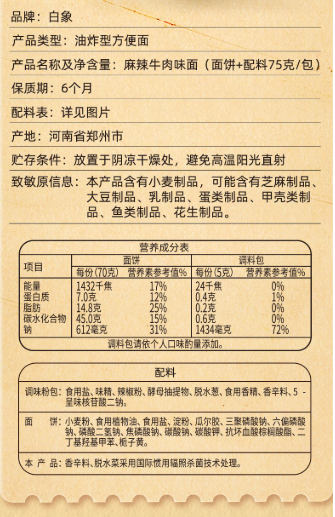 品牌：白象
产品类型：油炸型方便面
产品名称及净含量：麻辣牛肉味面（面饼+配料75克/包）
保质期：6个月
配料表：详见图片
产地：河南省郑州市
贮存条件：放置于阴凉干燥处，避免高温阳光直射
致敏原信息：本产品含有小麦制品，可能含有芝麻制品、
大豆制品、乳制品、蛋类制品、甲壳类制
品、鱼类制品、花生制品。
营养成分表
项目 面饼 调料包
每份(70克) 营养素参考值% 每份(5克) 营养素参考值%
能量 1432千焦 17% 24千焦 0%
蛋白质 7.0克 12% 0.4克 1%
脂肪 14.8克 25% 0.2克 0%
碳水化合物 45.0克 15% 0.6克 0%
钠 612毫克 31% 1434毫克 72%
调料包请依个人口味酌量添加。
配料
调味粉包：食用盐、味精、辣椒粉、酵母抽提物、脱水葱、食用香精、香辛料、5 -
呈味核苷酸二钠。
面 饼：小麦粉、食用植物油、食用盐、淀粉、瓜尔胶、三聚磷酸钠、六偏磷酸
钠、磷酸二氢钠、焦磷酸钠、碳酸钠、碳酸钾、抗坏血酸棕榈酸酯、二
丁基羟基甲苯、栀子黄。
本 产 品：香辛料、脱水菜采用国际惯用辐照杀菌技术处理。